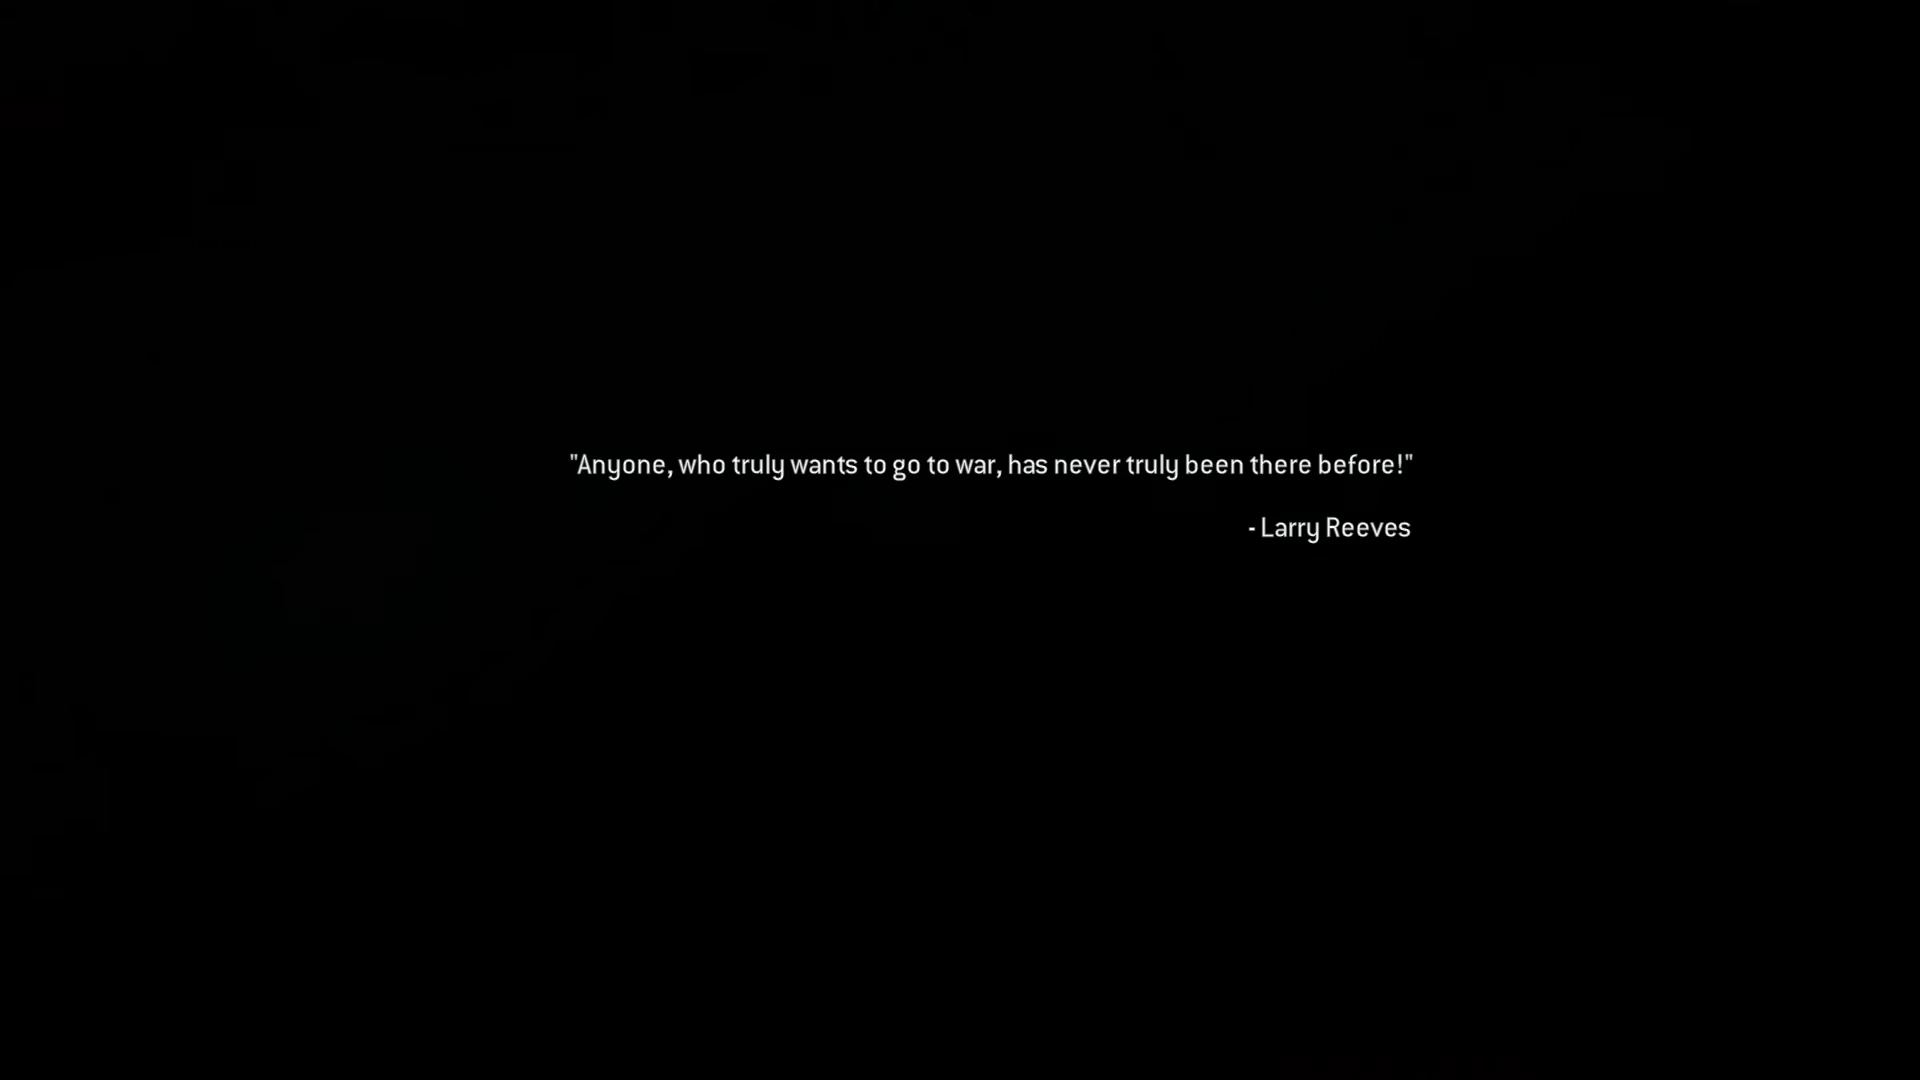 "Anyone, who truly wants to go to war, has never truly been there before!"
- Larry Reeves